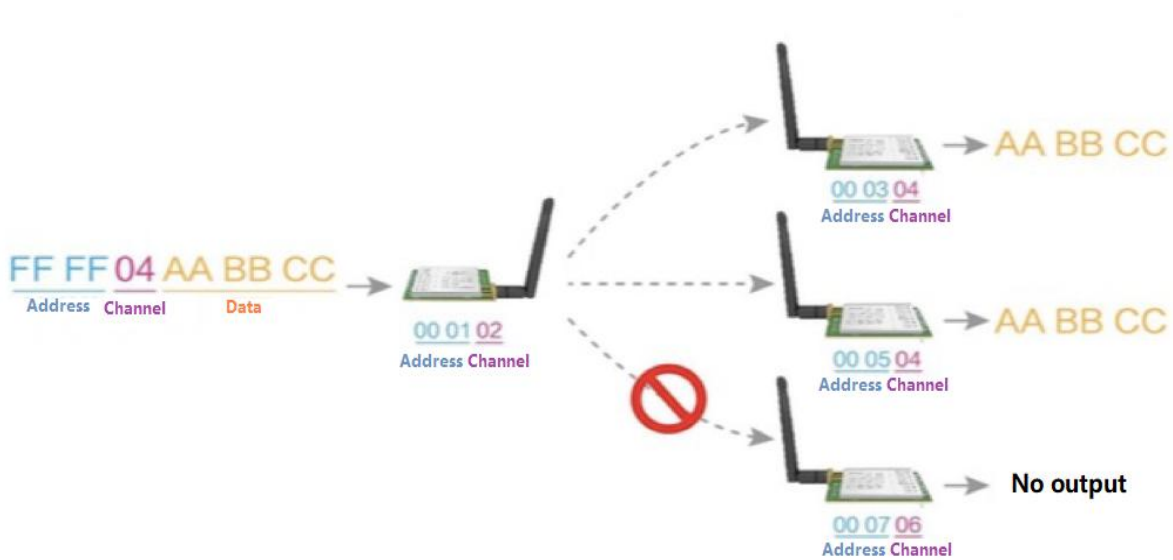 FF FF 04 AA BB CC
Address Channel Data
00 01 02
Address Channel
AA BB CC
00 03 04
Address Channel
AA BB CC
00 05 04
Address Channel
No output
00 07 06
Address Channel